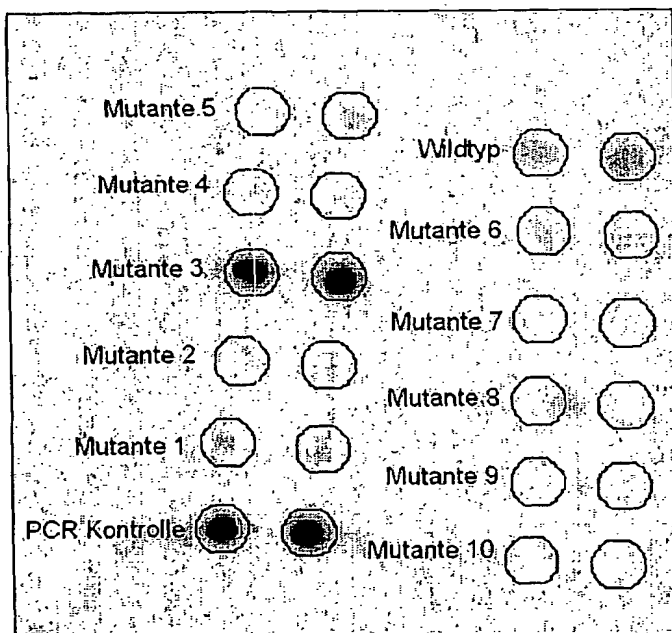 Mutante 5
Mutante 4
Mutante 3
Mutante 2
Mutante 1
PCR Kontrolle
Wildtyp
Mutante 6
Mutante 7
Mutante 8
Mutante 9
Mutante 10